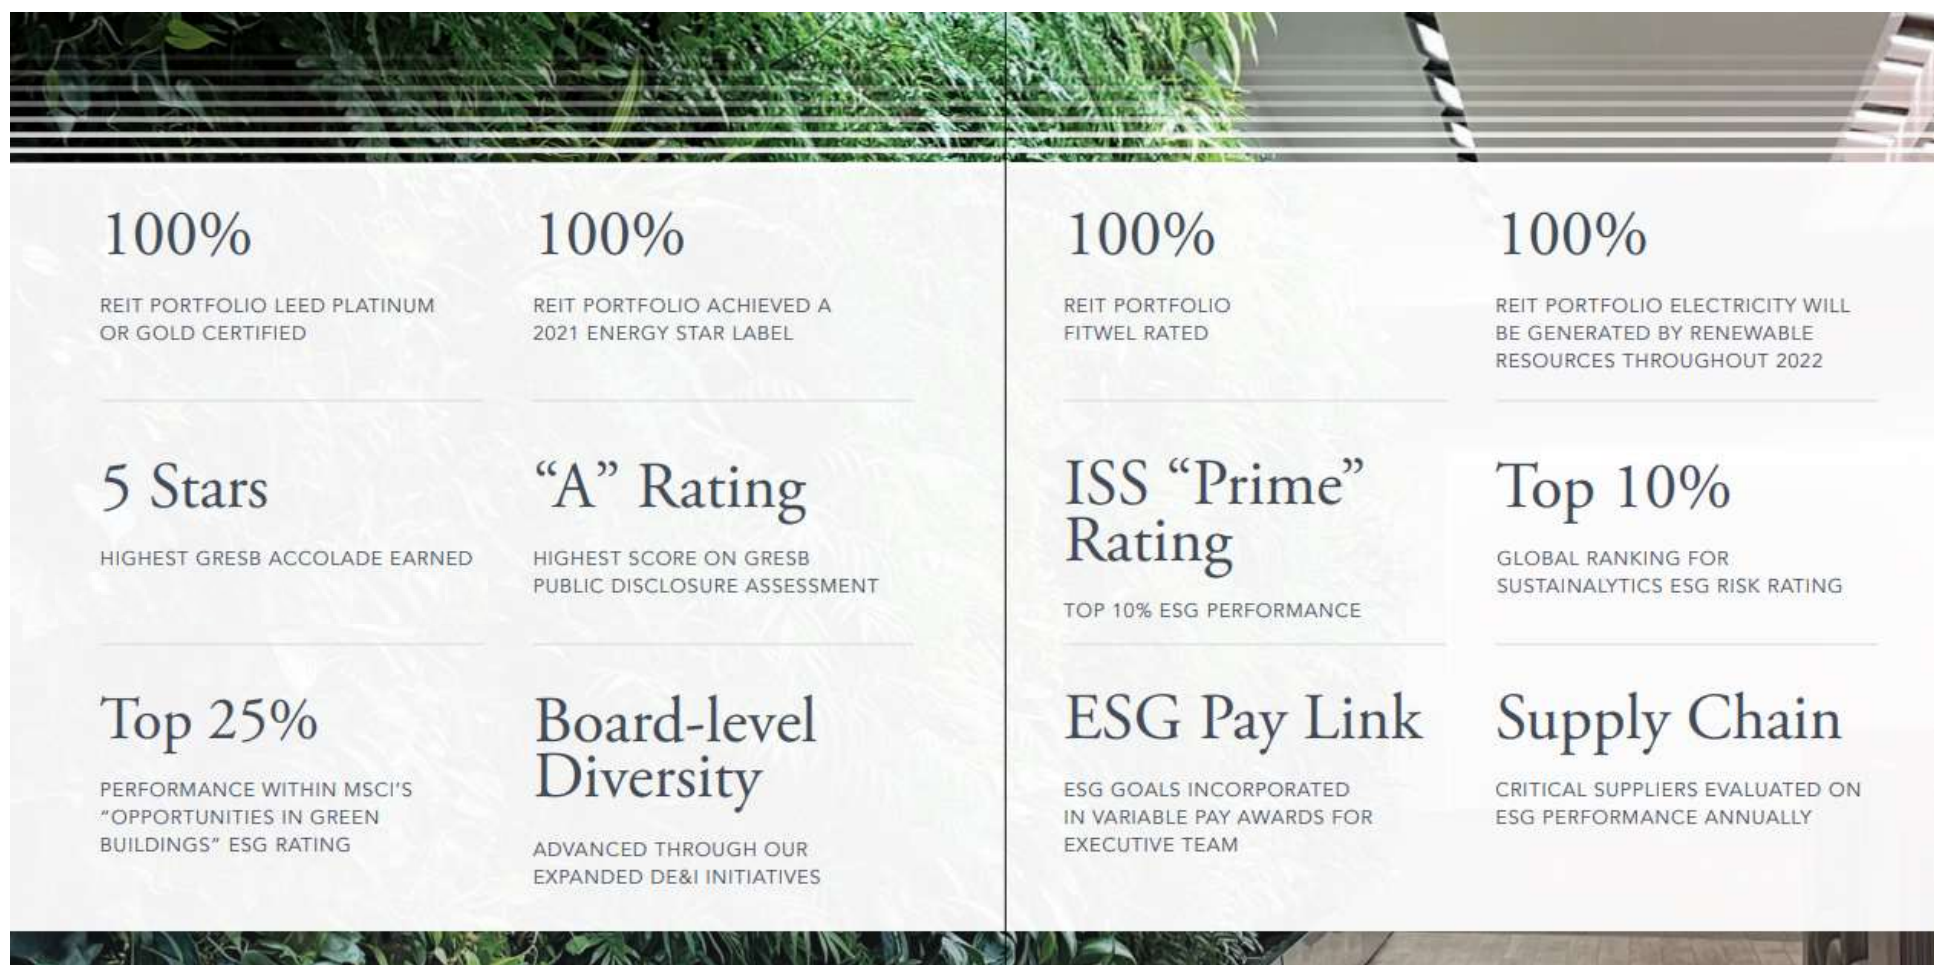 100%
REIT PORTFOLIO LEED PLATINUM
OR GOLD CERTIFIED
100%
REIT PORTFOLIO ACHIEVED A
2021 ENERGY STAR LABEL
100%
REIT PORTFOLIO
FITWEL RATED
100%
REIT PORTFOLIO ELECTRICITY WILL
BE GENERATED BY RENEWABLE
RESOURCES THROUGHOUT 2022
5 Stars
HIGHEST GRESB ACCOLADE EARNED
“A” Rating
HIGHEST SCORE ON GRESB
PUBLIC DISCLOSURE ASSESSMENT
ISS “Prime”
Rating
TOP 10% ESG PERFORMANCE
Top 10%
GLOBAL RANKING FOR
SUSTAINALYTICS ESG RISK RATING
Top 25%
PERFORMANCE WITHIN MSCI’S
“OPPORTUNITIES IN GREEN
BUILDINGS” ESG RATING
Board-level
Diversity
ADVANCED THROUGH OUR
EXPANDED DE&I INITIATIVES
ESG Pay Link
ESG GOALS INCORPORATED
IN VARIABLE PAY AWARDS FOR
EXECUTIVE TEAM
Supply Chain
CRITICAL SUPPLIERS EVALUATED ON
ESG PERFORMANCE ANNUALLY